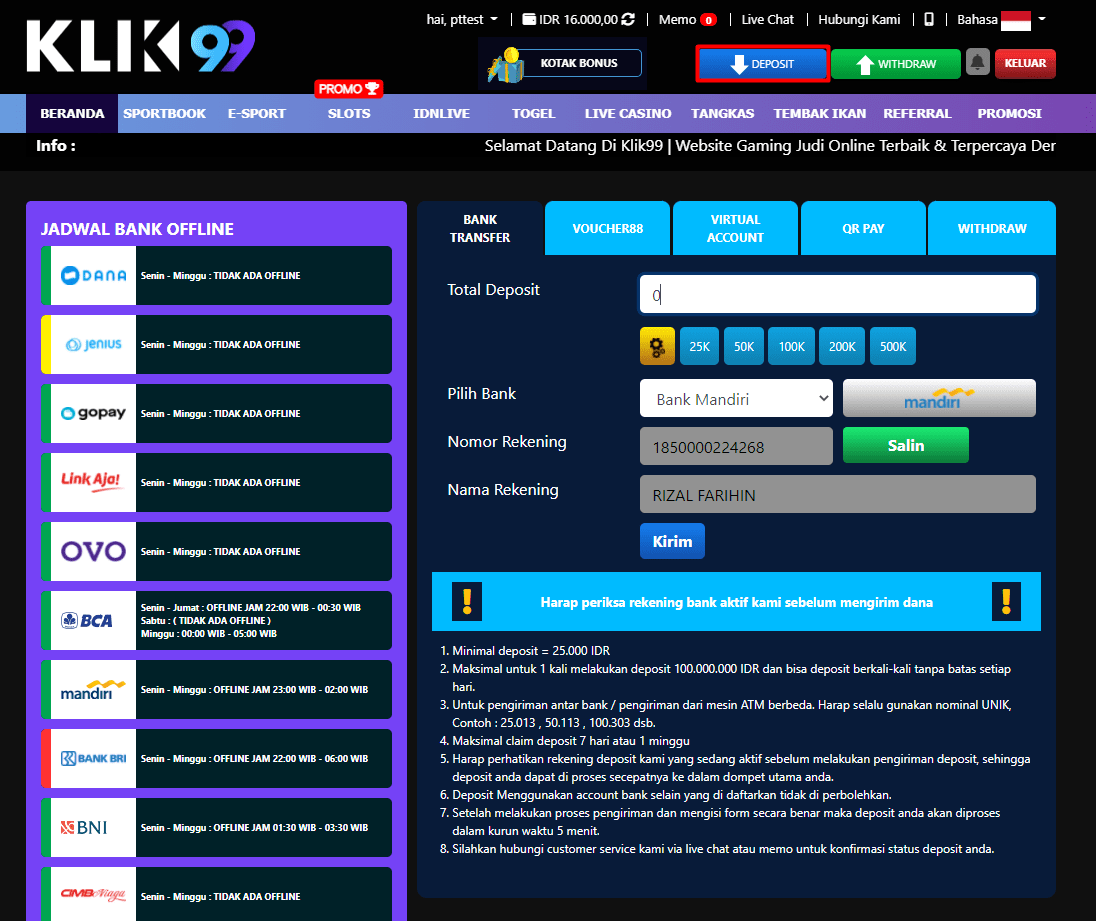 KLIK99
hai, pttest
IDR 16.000,00
Memo 0
Live Chat
Hubungi Kami
Bahasa
KOTAK BONUS
DEPOSIT
WITHDRAW
KELUAR
PROMO
BERANDA
SPORTBOOK
E-SPORT
SLOTS
IDNLIVE
TOGEL
LIVE CASINO
TANGKAS
TEMBAK IKAN
REFERRAL
PROMOSI
Info :
Selamat Datang Di Klik99 | Website Gaming Judi Online Terbaik & Terpercaya Der
JADWAL BANK OFFLINE
DANA
Senin - Minggu : TIDAK ADA OFFLINE
jenius
Senin - Minggu : TIDAK ADA OFFLINE
gopay
Senin - Minggu : TIDAK ADA OFFLINE
Link Aja!
Senin - Minggu : TIDAK ADA OFFLINE
OVO
Senin - Minggu : TIDAK ADA OFFLINE
BCA
Senin - Jumat : OFFLINE JAM 22:00 WIB - 00:30 WIB
Sabtu : ( TIDAK ADA OFFLINE )
Minggu : 00:00 WIB - 05:00 WIB
mandiri
Senin - Minggu : OFFLINE JAM 23:00 WIB - 02:00 WIB
BANK BRI
Senin - Minggu : OFFLINE JAM 22:00 WIB - 06:00 WIB
BNI
Senin - Minggu : OFFLINE JAM 01:30 WIB - 03:30 WIB
CIMB Niaga
Senin - Minggu : TIDAK ADA OFFLINE
BANK
TRANSFER
VOUCHER88
VIRTUAL
ACCOUNT
QR PAY
WITHDRAW
Total Deposit
0
25K
50K
100K
200K
500K
Pilih Bank
Bank Mandiri
mandiri
Nomor Rekening
1850000224268
Salin
Nama Rekening
RIZAL FARIHIN
Kirim
! Harap periksa rekening bank aktif kami sebelum mengirim dana !
1. Minimal deposit = 25.000 IDR
2. Maksimal untuk 1 kali melakukan deposit 100.000.000 IDR dan bisa deposit berkali-kali tanpa batas setiap
hari.
3. Untuk pengiriman antar bank / pengiriman dari mesin ATM berbeda. Harap selalu gunakan nominal UNIK,
Contoh : 25.013 , 50.113 , 100.303 dsb.
4. Maksimal claim deposit 7 hari atau 1 minggu
5. Harap perhatikan rekening deposit kami yang sedang aktif sebelum melakukan pengiriman deposit, sehingga
deposit anda dapat di proses secepatnya ke dalam dompet utama anda.
6. Deposit Menggunakan account bank selain yang di daftarkan tidak di perbolehkan.
7. Setelah melakukan proses pengiriman dan mengisi form secara benar maka deposit anda akan diproses
dalam kurun waktu 5 menit.
8. Silahkan hubungi customer service kami via live chat atau memo untuk konfirmasi status deposit anda.